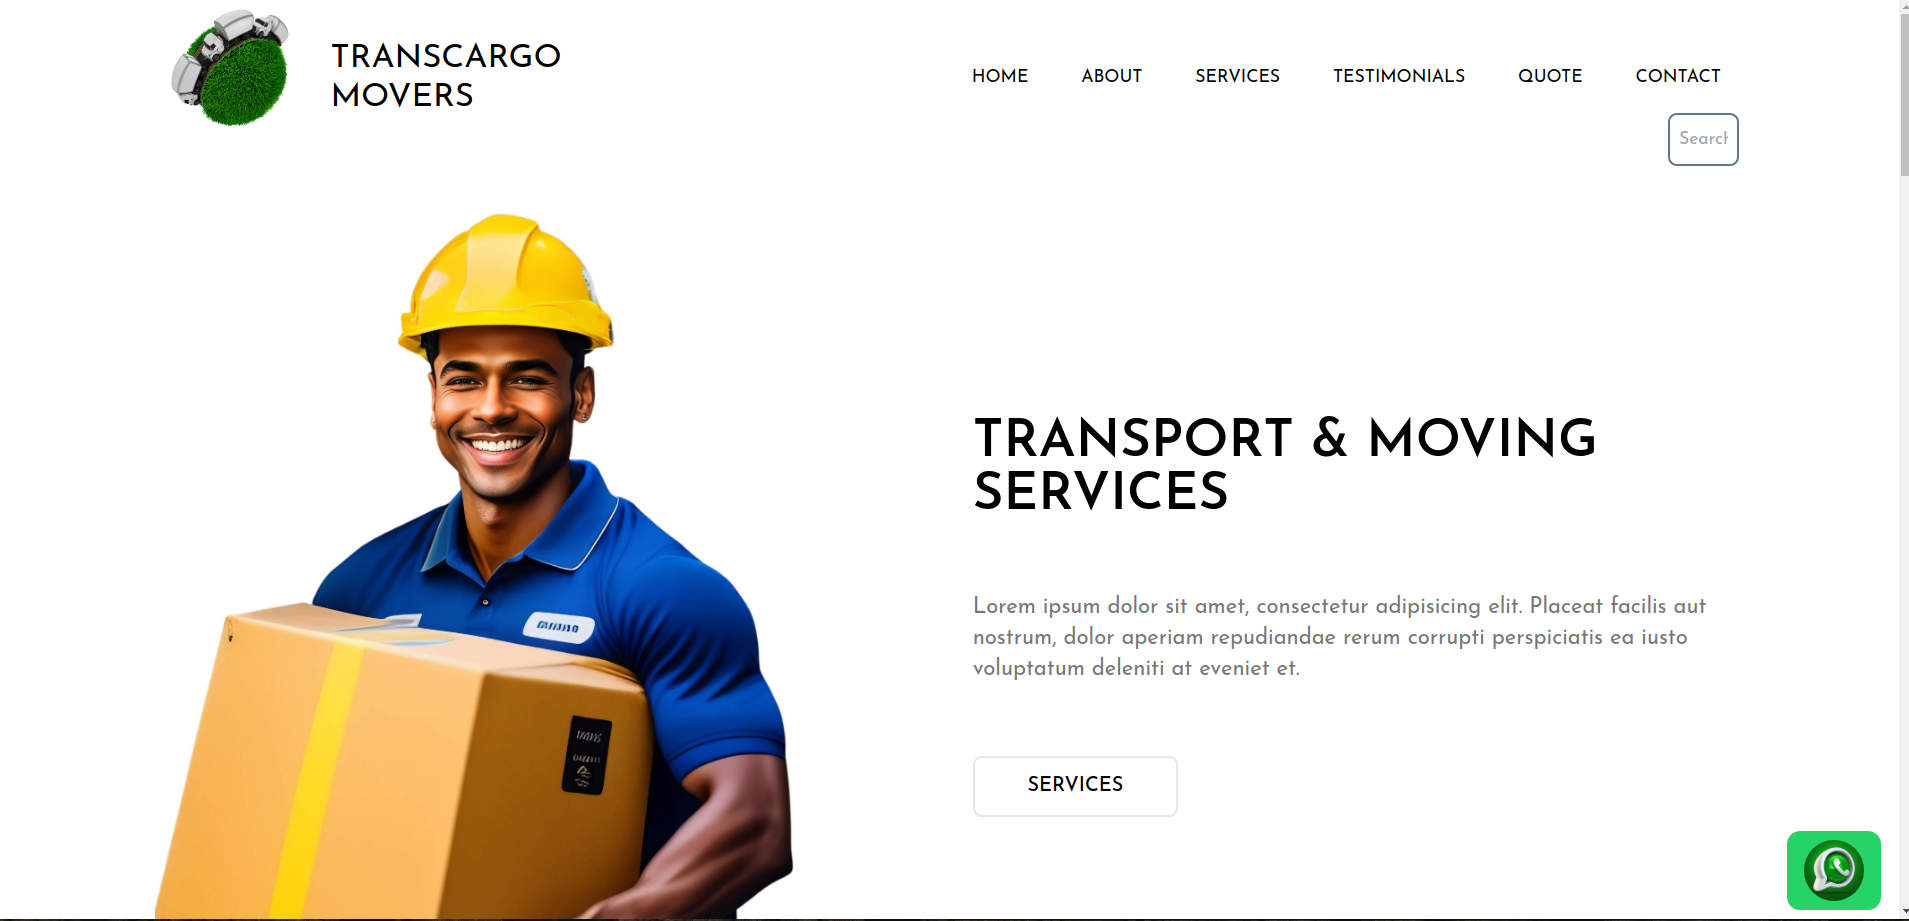 TRANSCARGO
MOVERS
HOME
ABOUT
SERVICES
TESTIMONIALS
QUOTE
CONTACT
Search
TRANSPORT & MOVING
SERVICES
Lorem ipsum dolor sit amet, consectetur adipisicing elit. Placeat facilis aut
nostrum, dolor aperiam repudiandae rerum corrupti perspiciatis ea iusto
voluptatum deleniti at eveniet et.
SERVICES